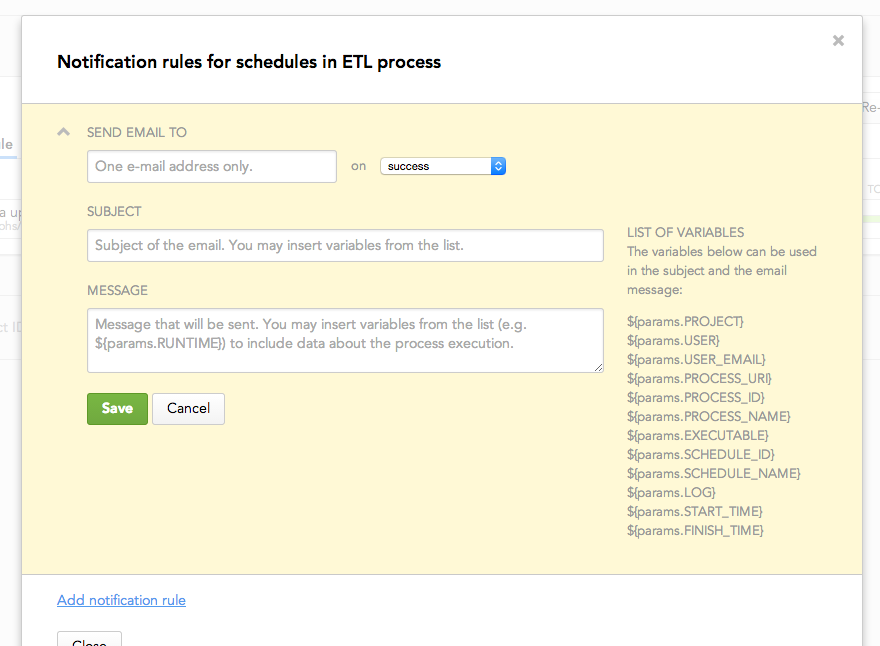 ×
Notification rules for schedules in ETL process
SEND EMAIL TO
One e-mail address only.
on
success
SUBJECT
Subject of the email. You may insert variables from the list.
MESSAGE
Message that will be sent. You may insert variables from the list (e.g.
${params.RUNTIME}) to include data about the process execution.
Save
Cancel
LIST OF VARIABLES
The variables below can be used
in the subject and the email
message:
${params.PROJECT}
${params.USER}
${params.USER_EMAIL}
${params.PROCESS_URI}
${params.PROCESS_ID}
${params.PROCESS_NAME}
${params.EXECUTABLE}
${params.SCHEDULE_ID}
${params.SCHEDULE_NAME}
${params.LOG}
${params.START_TIME}
${params.FINISH_TIME}
Add notification rule
Close